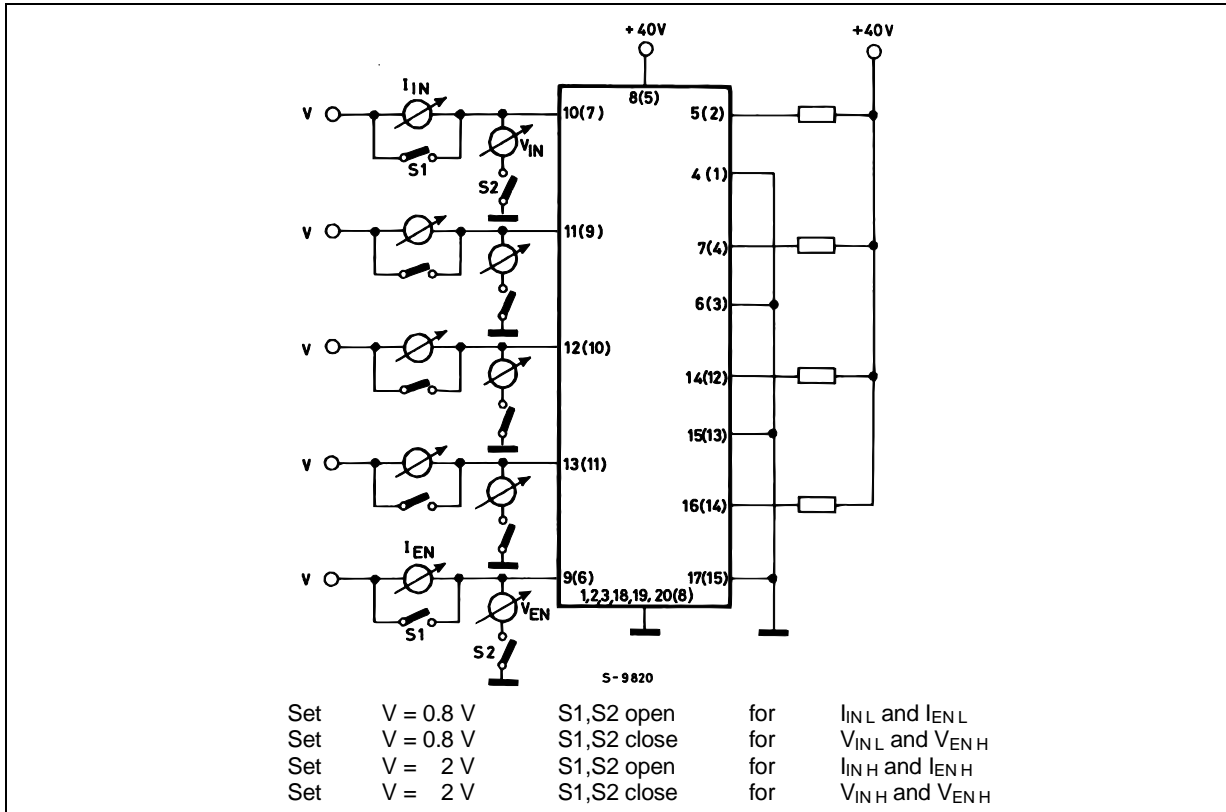 +40V
+40V
8(5)
I IN
V
10(7)
5(2)
V IN
S1
S2
4(1)
V
11(9)
7(4)
6(3)
V
12(10)
14(12)
15(13)
V
13(11)
16(14)
I EN
V
9(6)
17(15)
1,2,3,18,19,20(8)
V EN
S1
S2
S-9820
Set V = 0.8 V S1,S2 open for I IN L and I EN L
Set V = 0.8 V S1,S2 close for V IN L and V EN H
Set V = 2 V S1,S2 open for I IN H and I EN H
Set V = 2 V S1,S2 close for V IN H and V EN H